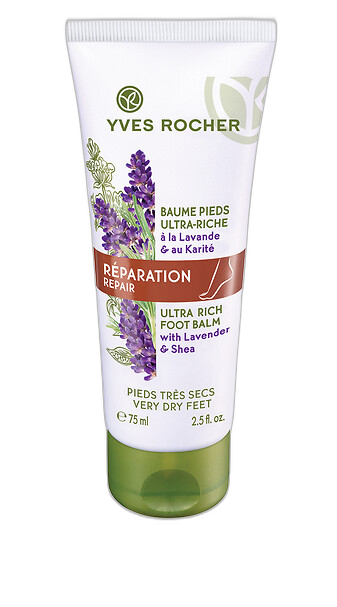 YR
YVES ROCHER
BAUME PIEDS
ULTRA-RICHE
à la Lavande
& au Karité
RÉPARATION
REPAIR
ULTRA RICH
FOOT BALM
with Lavender
& Shea
PIEDS TRÈS SECS
VERY DRY FEET
℮ 75 ml 2.5 fl. oz.